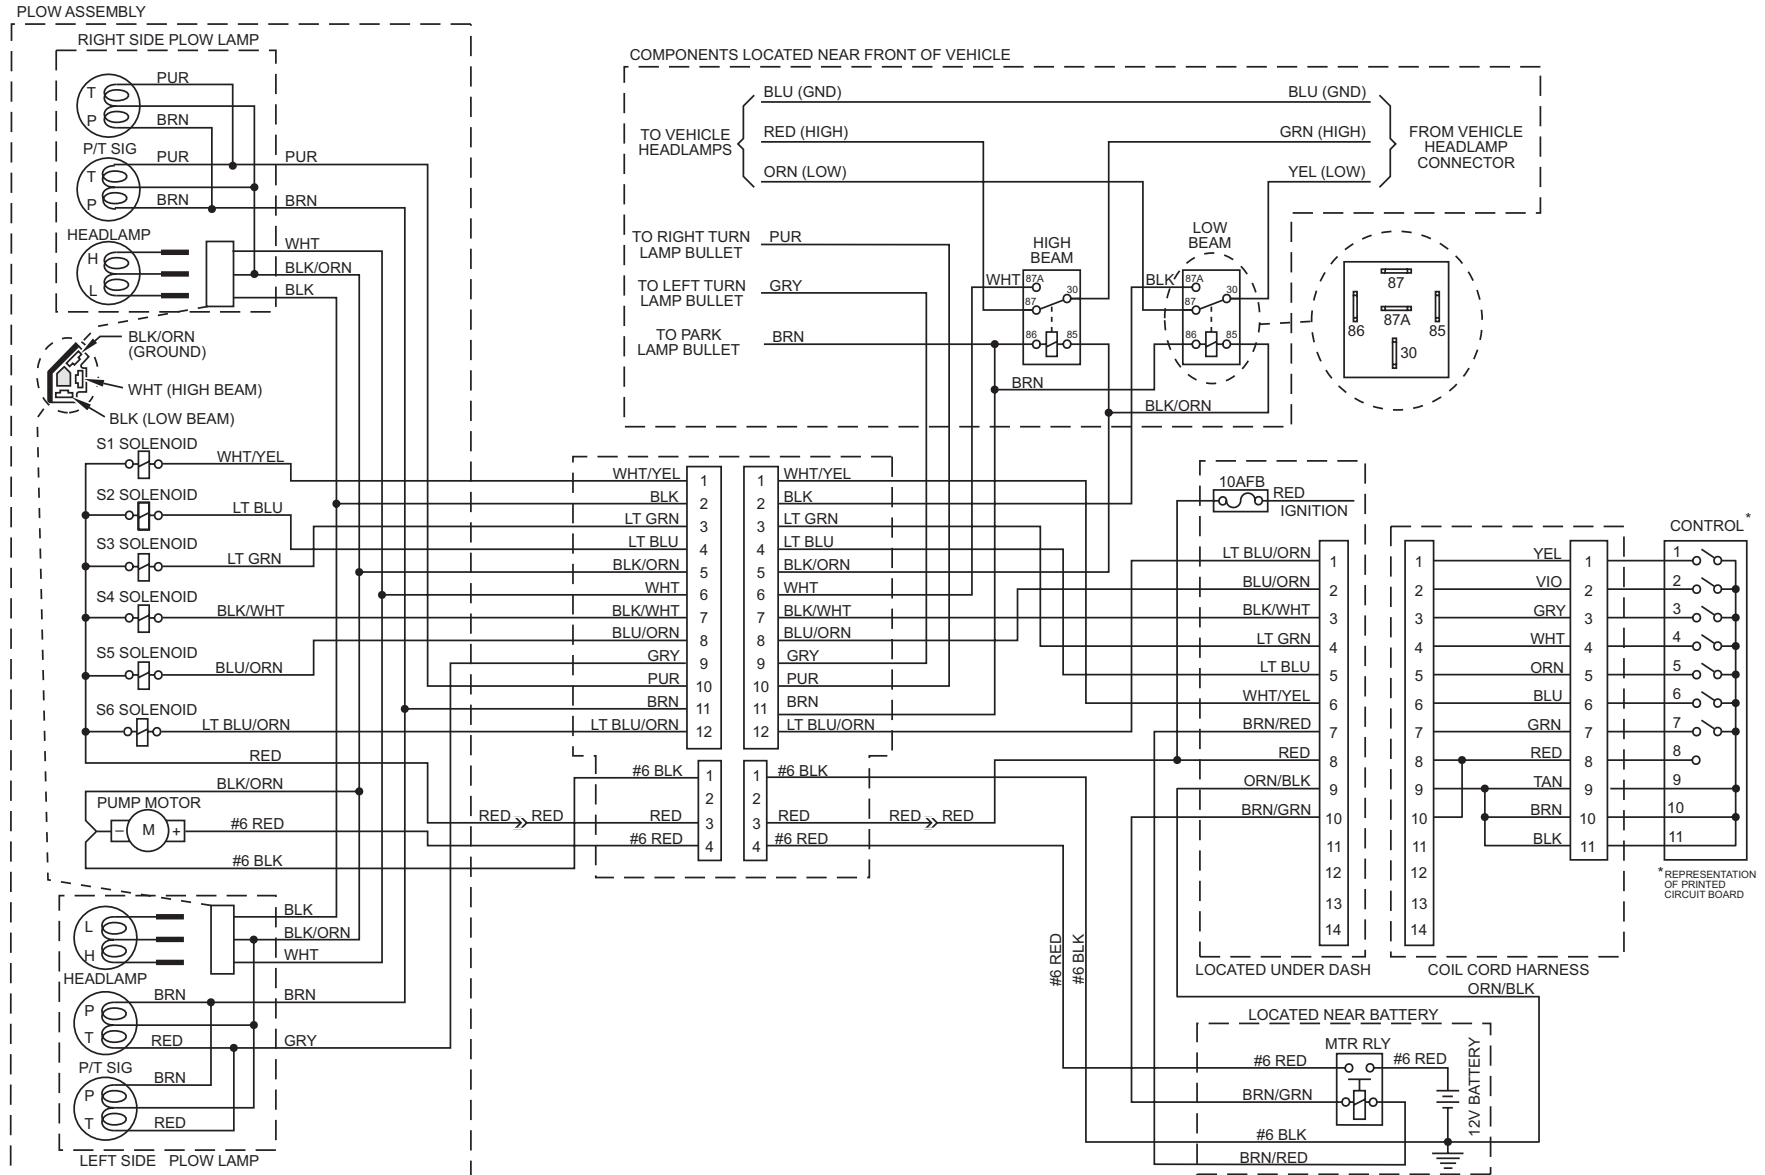 PLOW ASSEMBLY
RIGHT SIDE PLOW LAMP
T
P
PUR
BRN
P/T SIG
T
P
PUR
BRN
PUR
BRN
HEADLAMP
H
L
WHT
BLK/ORN
BLK
BLK/ORN
(GROUND)
WHT (HIGH BEAM)
BLK (LOW BEAM)
S1 SOLENOID
WHT/YEL
S2 SOLENOID
LT BLU
S3 SOLENOID
LT GRN
S4 SOLENOID
BLK/WHT
S5 SOLENOID
BLU/ORN
S6 SOLENOID
LT BLU/ORN
RED
BLK/ORN
PUMP MOTOR
– M +
#6 RED
#6 BLK
BLK
BLK/ORN
WHT
L
H
HEADLAMP
P
T
BRN
BRN
RED
GRY
P/T SIG
P
T
BRN
RED
LEFT SIDE PLOW LAMP
COMPONENTS LOCATED NEAR FRONT OF VEHICLE
TO VEHICLE
HEADLAMPS
BLU (GND)
RED (HIGH)
ORN (LOW)
BLU (GND)
GRN (HIGH)
YEL (LOW)
FROM VEHICLE
HEADLAMP
CONNECTOR
TO RIGHT TURN
LAMP BULLET
PUR
TO LEFT TURN
LAMP BULLET
GRY
TO PARK
LAMP BULLET
BRN
HIGH
BEAM
WHT
87A
30
87
86
85
LOW
BEAM
BLK
87A
30
87
86
85
BRN
BLK/ORN
87
86
87A
85
30
WHT/YEL 1
BLK 2
LT GRN 3
LT BLU 4
BLK/ORN 5
WHT 6
BLK/WHT 7
BLU/ORN 8
GRY 9
PUR 10
BRN 11
LT BLU/ORN 12
1 WHT/YEL
2 BLK
3 LT GRN
4 LT BLU
5 BLK/ORN
6 WHT
7 BLK/WHT
8 BLU/ORN
9 GRY
10 PUR
11 BRN
12 LT BLU/ORN
#6 BLK 1
2
RED RED RED 3
#6 RED 4
1 #6 BLK
2
3 RED RED RED
4 #6 RED
10AFB
RED
IGNITION
LT BLU/ORN 1
BLU/ORN 2
BLK/WHT 3
LT GRN 4
LT BLU 5
WHT/YEL 6
BRN/RED 7
RED 8
ORN/BLK 9
BRN/GRN 10
11
12
13
14
LOCATED UNDER DASH
1 YEL 1
2 VIO 2
3 GRY 3
4 WHT 4
5 ORN 5
6 BLU 6
7 GRN 7
8 RED 8
9 TAN 9
10 BRN 10
11 BLK 11
12
13
14
COIL CORD HARNESS
CONTROL*
1
2
3
4
5
6
7
8
9
10
11
*REPRESENTATION
OF PRINTED
CIRCUIT BOARD
#6 RED
#6 BLK
ORN/BLK
LOCATED NEAR BATTERY
MTR RLY
#6 RED
#6 RED
BRN/GRN
#6 BLK
BRN/RED
12V BATTERY